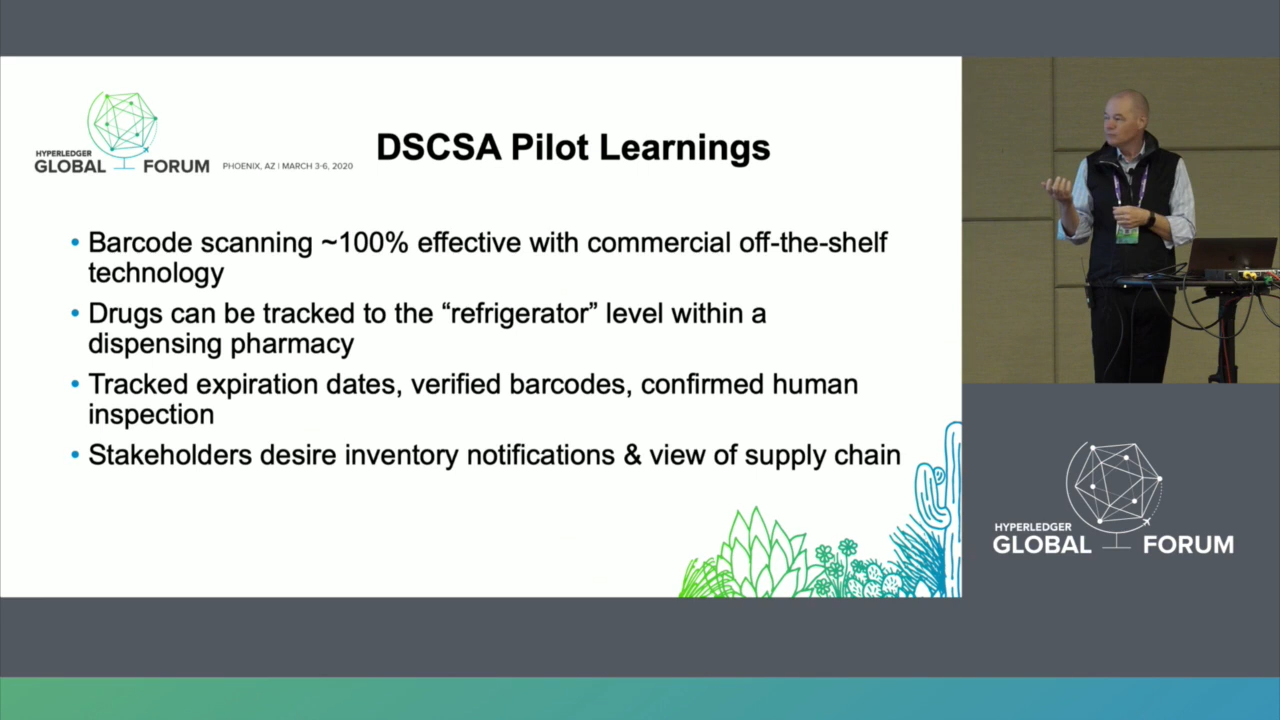 HYPERLEDGER
GLOBAL FORUM
PHOENIX, AZ | MARCH 3-6, 2020
DSCSA Pilot Learnings
• Barcode scanning ~100% effective with commercial off-the-shelf
technology
• Drugs can be tracked to the “refrigerator” level within a
dispensing pharmacy
• Tracked expiration dates, verified barcodes, confirmed human
inspection
• Stakeholders desire inventory notifications & view of supply chain
HYPERLEDGER
GLOBAL FORUM